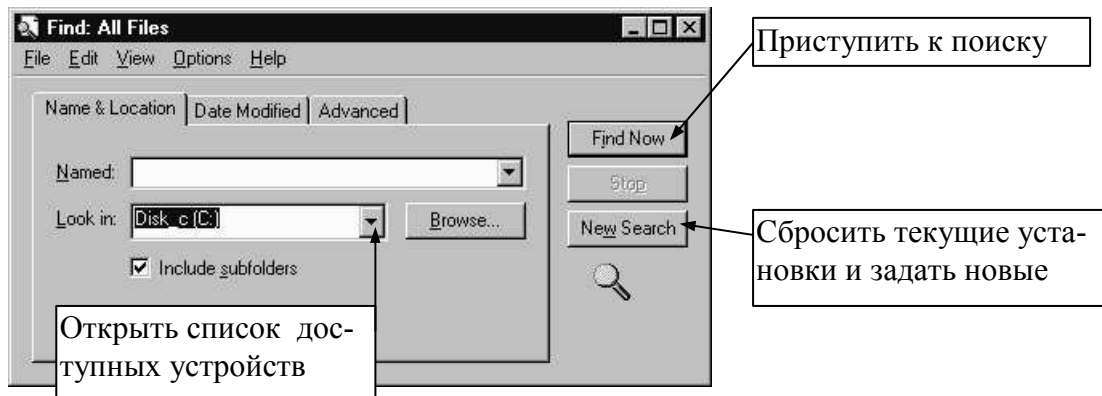 Find: All Files
File Edit View Options Help
Name & Location Date Modified Advanced
Named:
Look in: Disk_c (C:) Browse...
Include subfolders
Find Now
Stop
New Search
Приступить к поиску
Сбросить текущие уста-
новки и задать новые
Открыть список дос-
тупных устройств